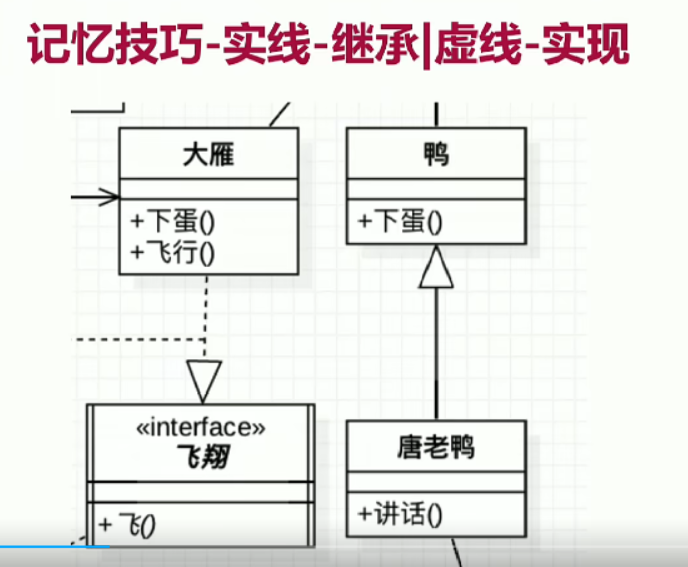 记忆技巧-实线-继承|虚线-实现
大雁
+下蛋()
+飞行()
鸭
+下蛋()
«interface»
飞翔
+ 飞()
唐老鸭
+讲话()